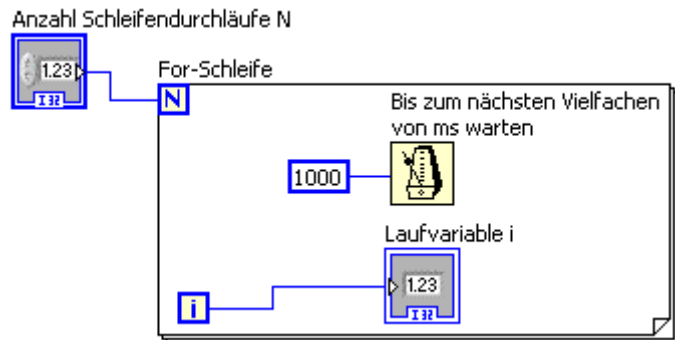 Anzahl Schleifendurchläufe N
1.23
I32
For-Schleife
N
Bis zum nächsten Vielfachen
von ms warten
1000
Laufvariable i
1.23
I32
i